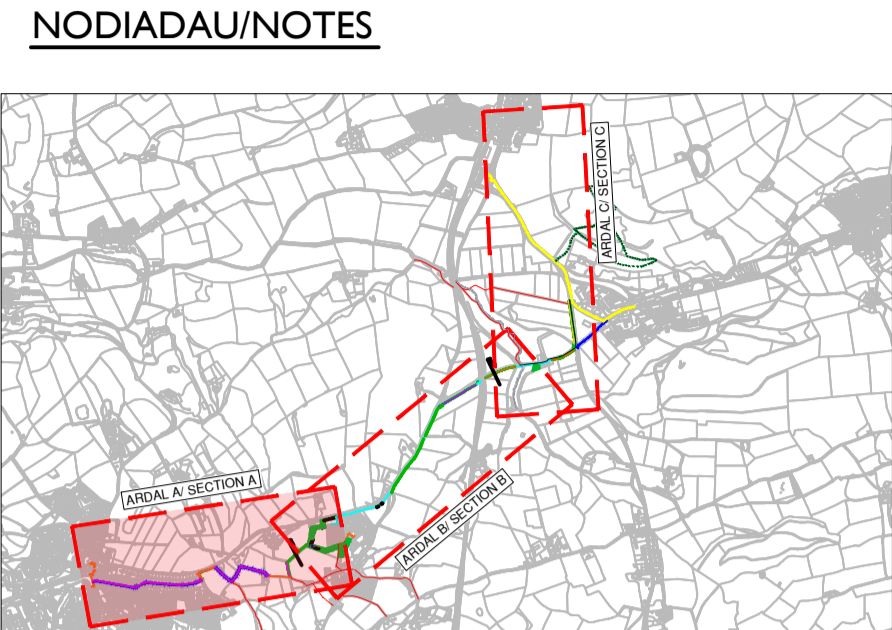 NODIADAU/NOTES
ARDAL C/ SECTION C
ARDAL A/ SECTION A
ARDAL B/ SECTION B